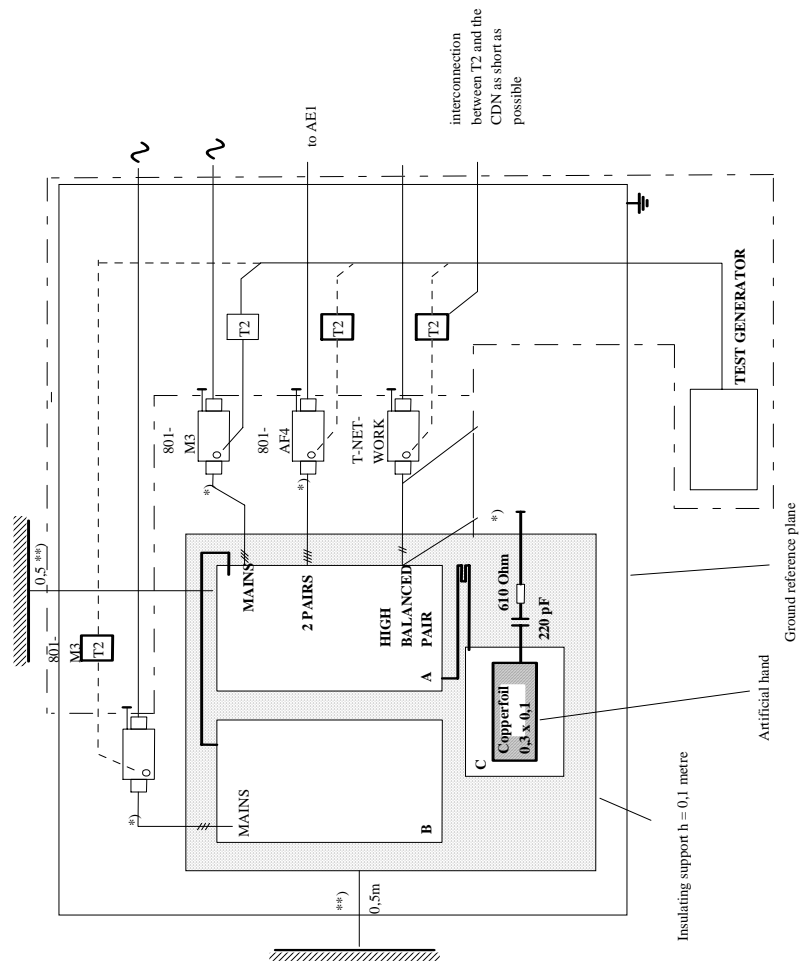 interconnection
between T2 and the
CDN as short as
possible
to AE1
T2
T2
T2
TEST GENERATOR
801-
M3
801-
AF4
T-NET-
WORK
*)
*)
*)
0,5 **)
801-
M3
T2
MAINS
2 PAIRS
HIGH
BALANCED
PAIR
A
610 Ohm
220 pF
Copperfoil
0,3 x 0,1
C
*)
MAINS
B
**)
0,5m
Ground reference plane
Artificial hand
Insulating support h = 0,1 metre